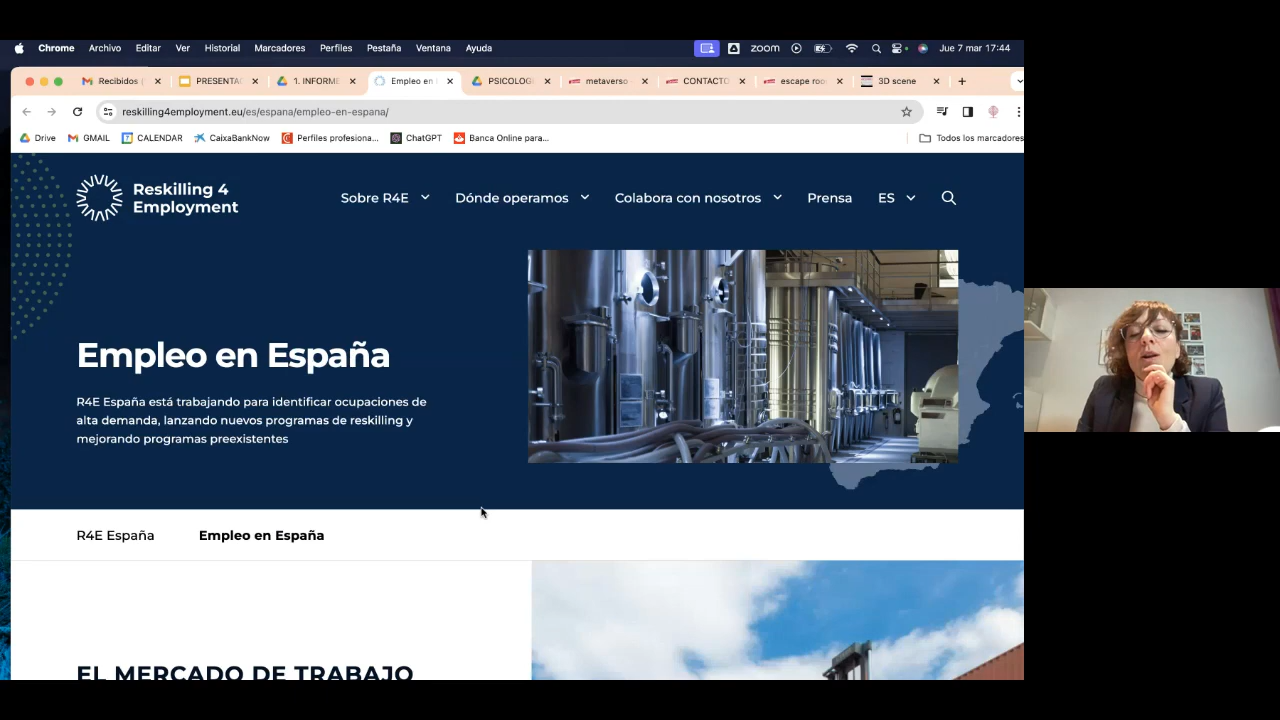 Chrome Archivo Editar Ver Historial Marcadores Perfiles Pestaña Ventana Ayuda zoom Jue 7 mar 17:44
Recibidos PRESENTA 1. INFORME Empleo en PSICOLOG metaverso CONTACTO escape roo 3D scene
reskilling4employment.eu/es/espana/empleo-en-espana/
Drive GMAIL CALENDAR CaixaBankNow Perfiles profesiona... ChatGPT Banca Online para... Todos los marcadores
Reskilling 4
Employment
Sobre R4E Dónde operamos Colabora con nosotros Prensa ES
Empleo en España
R4E España está trabajando para identificar ocupaciones de
alta demanda, lanzando nuevos programas de reskilling y
mejorando programas preexistentes
R4E España Empleo en España
EL MERCADO DE TRABAJO